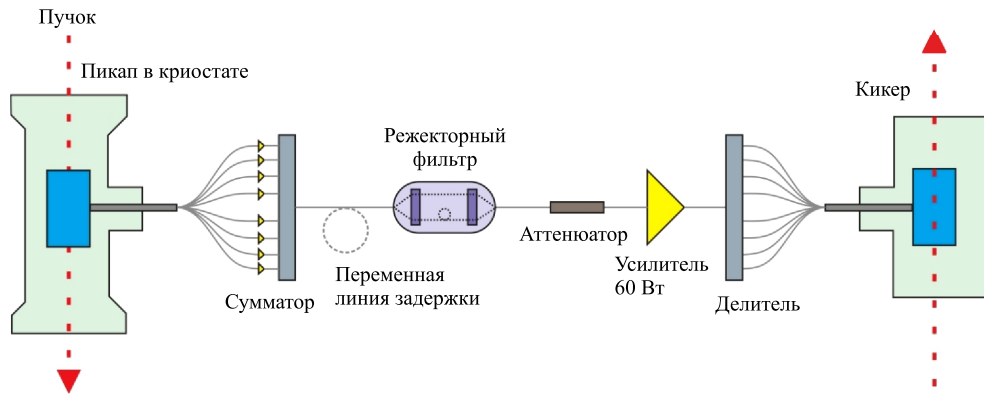 Пучок
Пикап в криостате
Сумматор
Переменная
линия задержки
Режекторный
фильтр
Аттенюатор
Усилитель
60 Вт
Делитель
Кикер